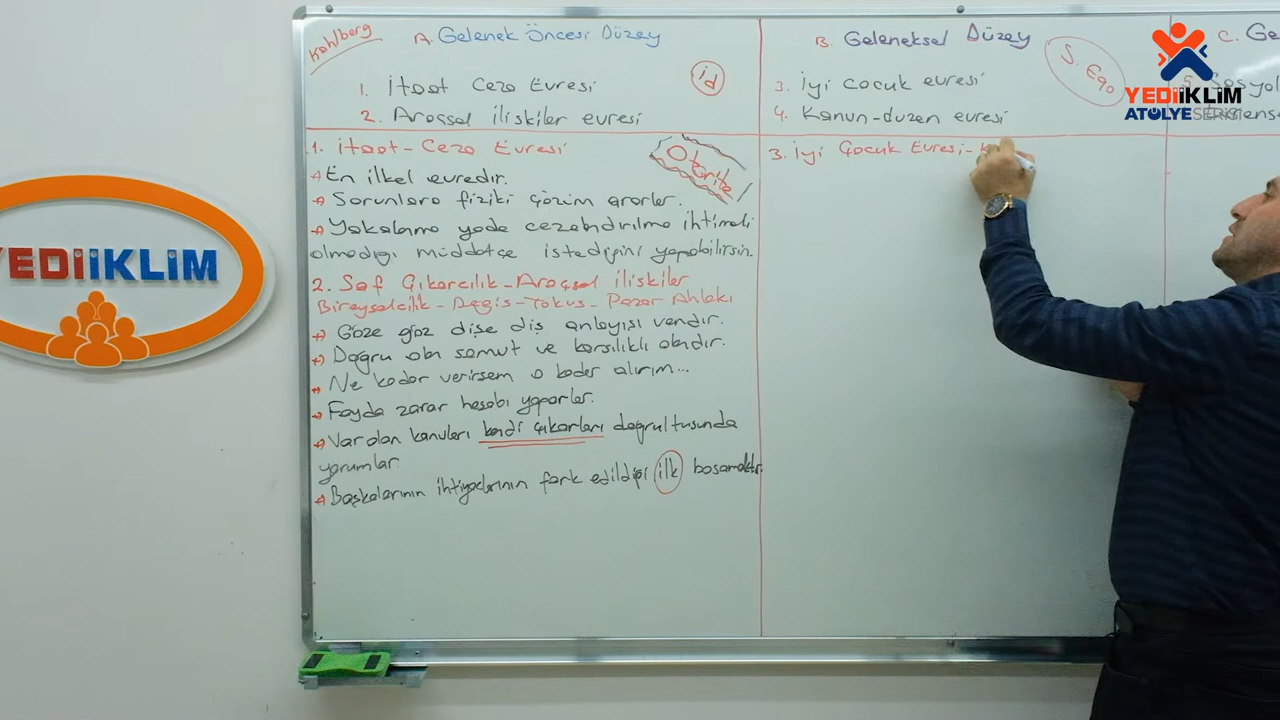 Kohlberg
A. Gelenek Öncesi Düzey
1. İtaat Ceza Evresi
2. Araçsal ilişkiler evresi
id
B. Geleneksel Düzey
3. İyi çocuk evresi
4. Kanun-düzen evresi
S. Ego
C. Ge
5. Sosyal
YEDİİKLİM
ATÖLYE SERİSİ
1. İtaat-Ceza Evresi
Otorite
→ En ilkel evredir.
→ Sorunlara fiziki çözüm ararlar.
→ Yakalanma yada cezalandırılma ihtimali
olmadığı müddetçe istediğini yapabilirsin.
2. Saf Çıkarcılık-Araçsal ilişkiler
Bireyselcilik-Değiş-Tokuş-Pazar Ahlakı
→ Göze göz dişe diş anlayışı vardır.
→ Doğru olan somut ve karşılıklı olandır.
→ Ne kadar verirsem o kadar alırım...
→ Fayda zarar hesabı yaparlar.
→ Var olan kanunları kendi çıkarları doğrultusunda
yorumlar.
→ Başkalarının ihtiyaçlarının fark edildiği ilk basamaktır.
3. İyi Çocuk Evresi-K
YEDİİKLİM